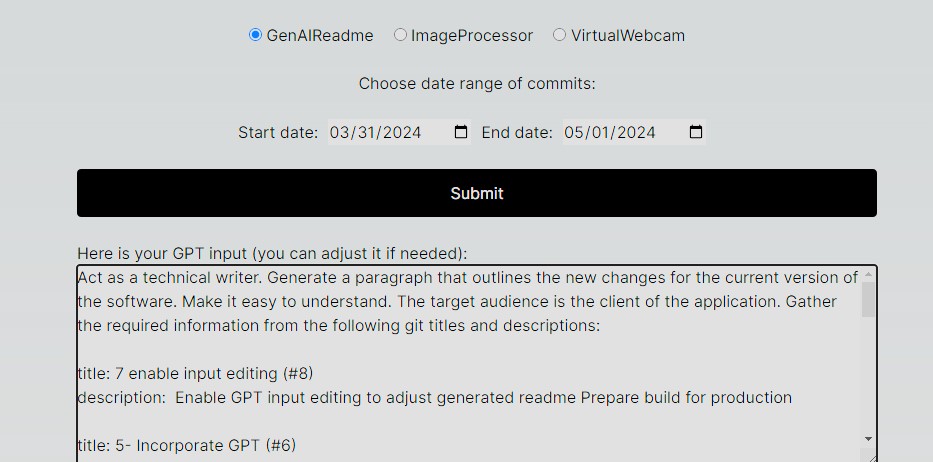 GenAIReadme ImageProcessor VirtualWebcam
Choose date range of commits:
Start date: 03/31/2024 End date: 05/01/2024
Submit
Here is your GPT input (you can adjust it if needed):
Act as a technical writer. Generate a paragraph that outlines the new changes for the current version of
the software. Make it easy to understand. The target audience is the client of the application. Gather
the required information from the following git titles and descriptions:
title: 7 enable input editing (#8)
description:  Enable GPT input editing to adjust generated readme Prepare build for production
title: 5- Incorporate GPT (#6)